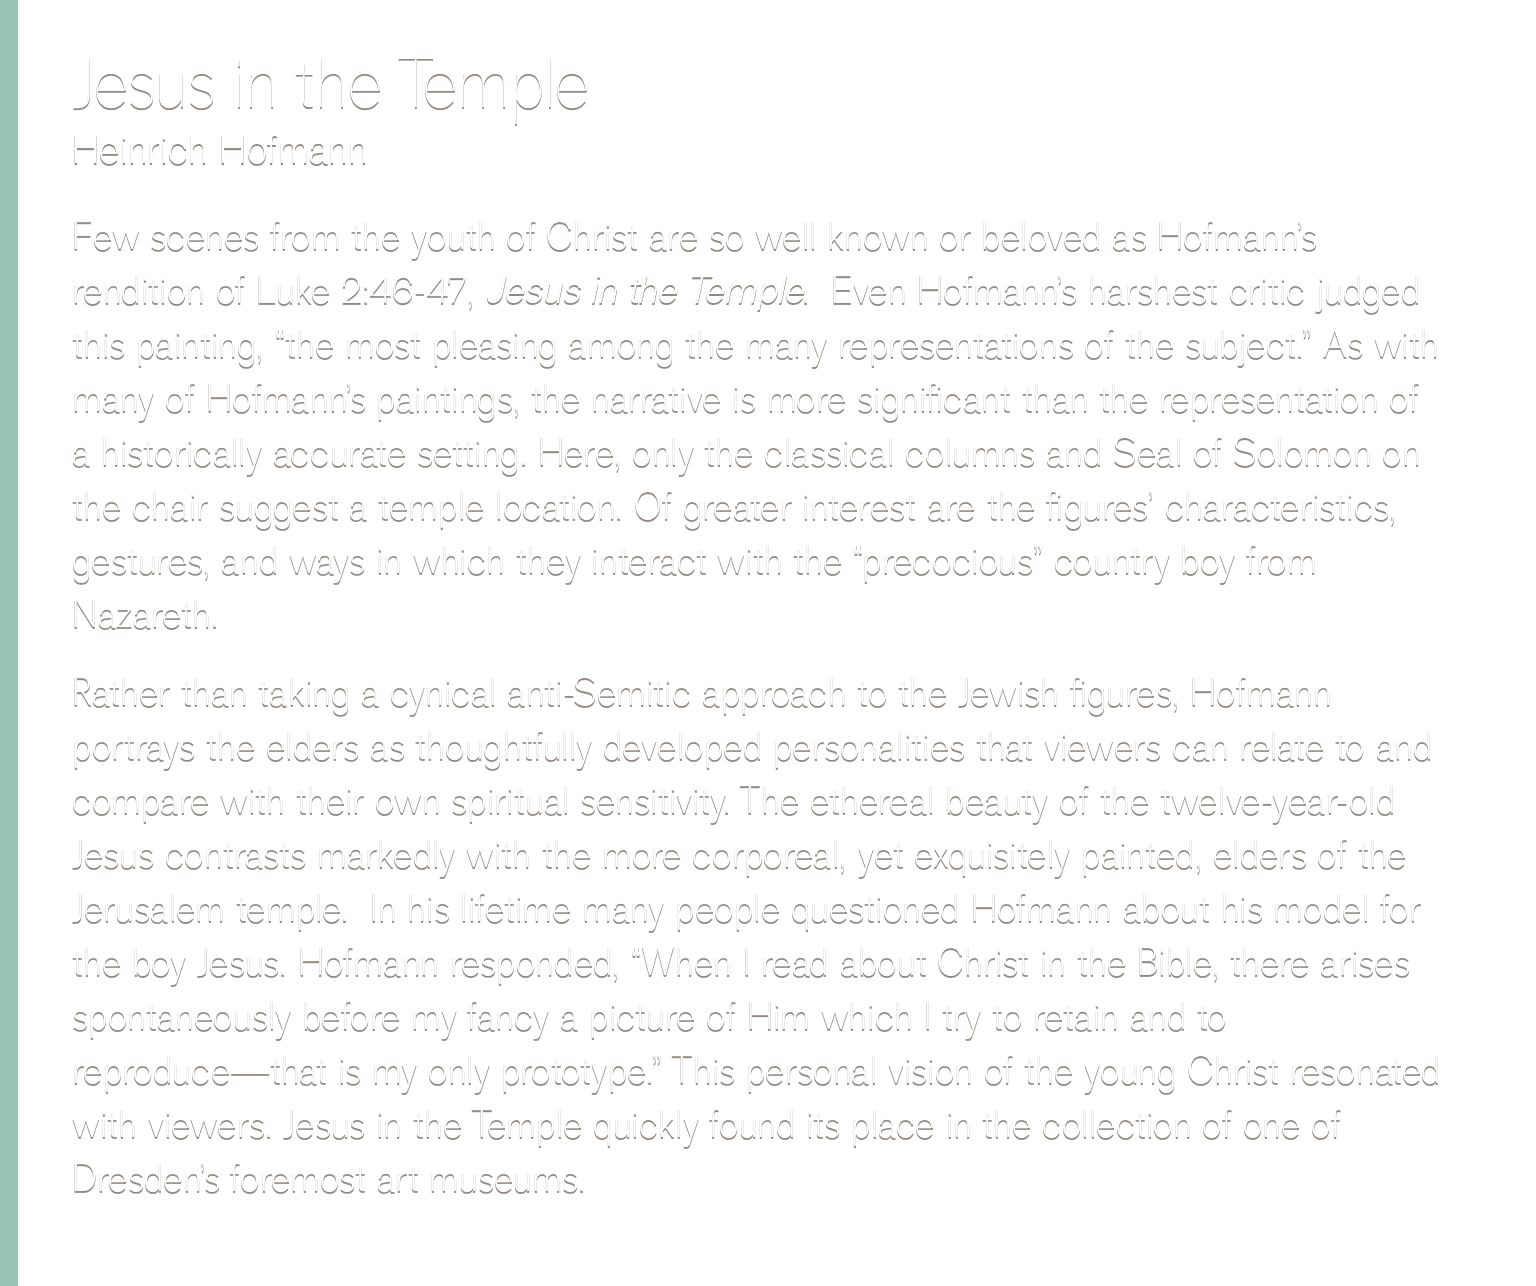 Jesus in the Temple
Heinrich Hofmann
Few scenes from the youth of Christ are so well known or beloved as Hofmann’s
rendition of Luke 2:46-47, Jesus in the Temple.  Even Hofmann’s harshest critic judged
this painting, “the most pleasing among the many representations of the subject.” As with
many of Hofmann’s paintings, the narrative is more significant than the representation of
a historically accurate setting. Here, only the classical columns and Seal of Solomon on
the chair suggest a temple location. Of greater interest are the figures’ characteristics,
gestures, and ways in which they interact with the “precocious” country boy from
Nazareth.
Rather than taking a cynical anti-Semitic approach to the Jewish figures, Hofmann
portrays the elders as thoughtfully developed personalities that viewers can relate to and
compare with their own spiritual sensitivity. The ethereal beauty of the twelve-year-old
Jesus contrasts markedly with the more corporeal, yet exquisitely painted, elders of the
Jerusalem temple.  In his lifetime many people questioned Hofmann about his model for
the boy Jesus. Hofmann responded, “When I read about Christ in the Bible, there arises
spontaneously before my fancy a picture of Him which I try to retain and to
reproduce—that is my only prototype.” This personal vision of the young Christ resonated
with viewers. Jesus in the Temple quickly found its place in the collection of one of
Dresden’s foremost art museums.